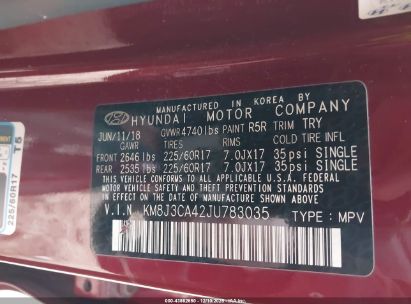 MANUFACTURED IN KOREA BY
HYUNDAI MOTOR COMPANY
JUN/11/18 GVWR 4740lbs PAINT R5R TRIM TRY
GAWR TIRES RIMS COLD TIRE INFL
FRONT 2646 lbs 225/60R17 7.0JX17 35psi SINGLE
REAR 2535 lbs 225/60R17 7.0JX17 35psi SINGLE
THIS VEHICLE CONFORMS TO ALL APPLICABLE U.S.A. FEDERAL
MOTOR VEHICLE SAFETY, BUMPER, AND THEFT PREVENTION
STANDARDS IN EFFECT ON THE DATE OF MANUFACTURE SHOWN ABOVE.
V.I.N KM8J3CA42JU783035 TYPE: MPV
225/60R17